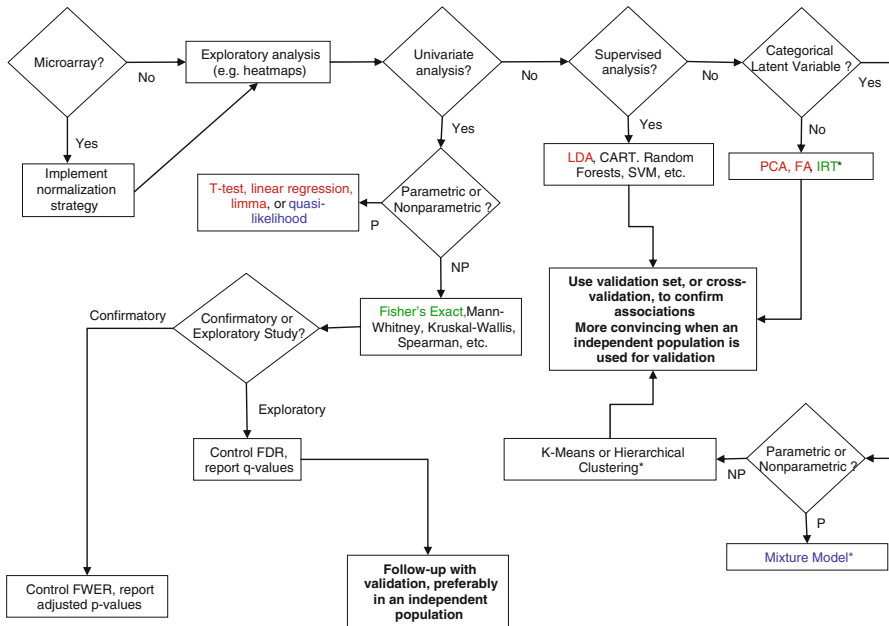 Microarray?
No
Yes
Implement
normalization
strategy
Exploratory analysis
(e.g. heatmaps)
Univariate
analysis?
No
Yes
Supervised
analysis?
No
Yes
Categorical
Latent Variable ?
Yes
No
LDA, CART. Random
Forests, SVM, etc.
PCA, FA, IRT*
T-test, linear regression,
limma, or quasi-
likelihood
Parametric or
Nonparametric ?
P
NP
Fisher's Exact,Mann-
Whitney, Kruskal-Wallis,
Spearman, etc.
Confirmatory or
Exploratory Study?
Confirmatory
Exploratory
Use validation set, or cross-
validation, to confirm
associations
More convincing when an
independent population is
used for validation
Control FDR,
report q-values
K-Means or Hierarchical
Clustering*
Parametric or
Nonparametric ?
NP
P
Mixture Model*
Control FWER, report
adjusted p-values
Follow-up with
validation, preferably
in an independent
population